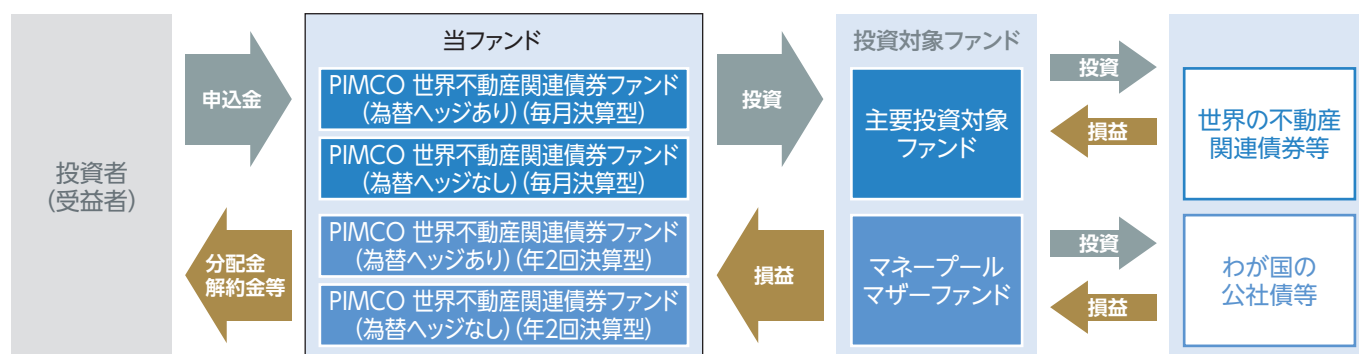 投資者
(受益者)
申込金
分配金
解約金等
当ファンド
PIMCO 世界不動産関連債券ファンド
(為替ヘッジあり) (毎月決算型)
PIMCO 世界不動産関連債券ファンド
(為替ヘッジなし) (毎月決算型)
PIMCO 世界不動産関連債券ファンド
(為替ヘッジあり) (年2回決算型)
PIMCO 世界不動産関連債券ファンド
(為替ヘッジなし) (年2回決算型)
投資
損益
投資対象ファンド
主要投資対象
ファンド
マネープール
マザーファンド
投資
損益
投資
損益
世界の不動産
関連債券等
わが国の
公社債等